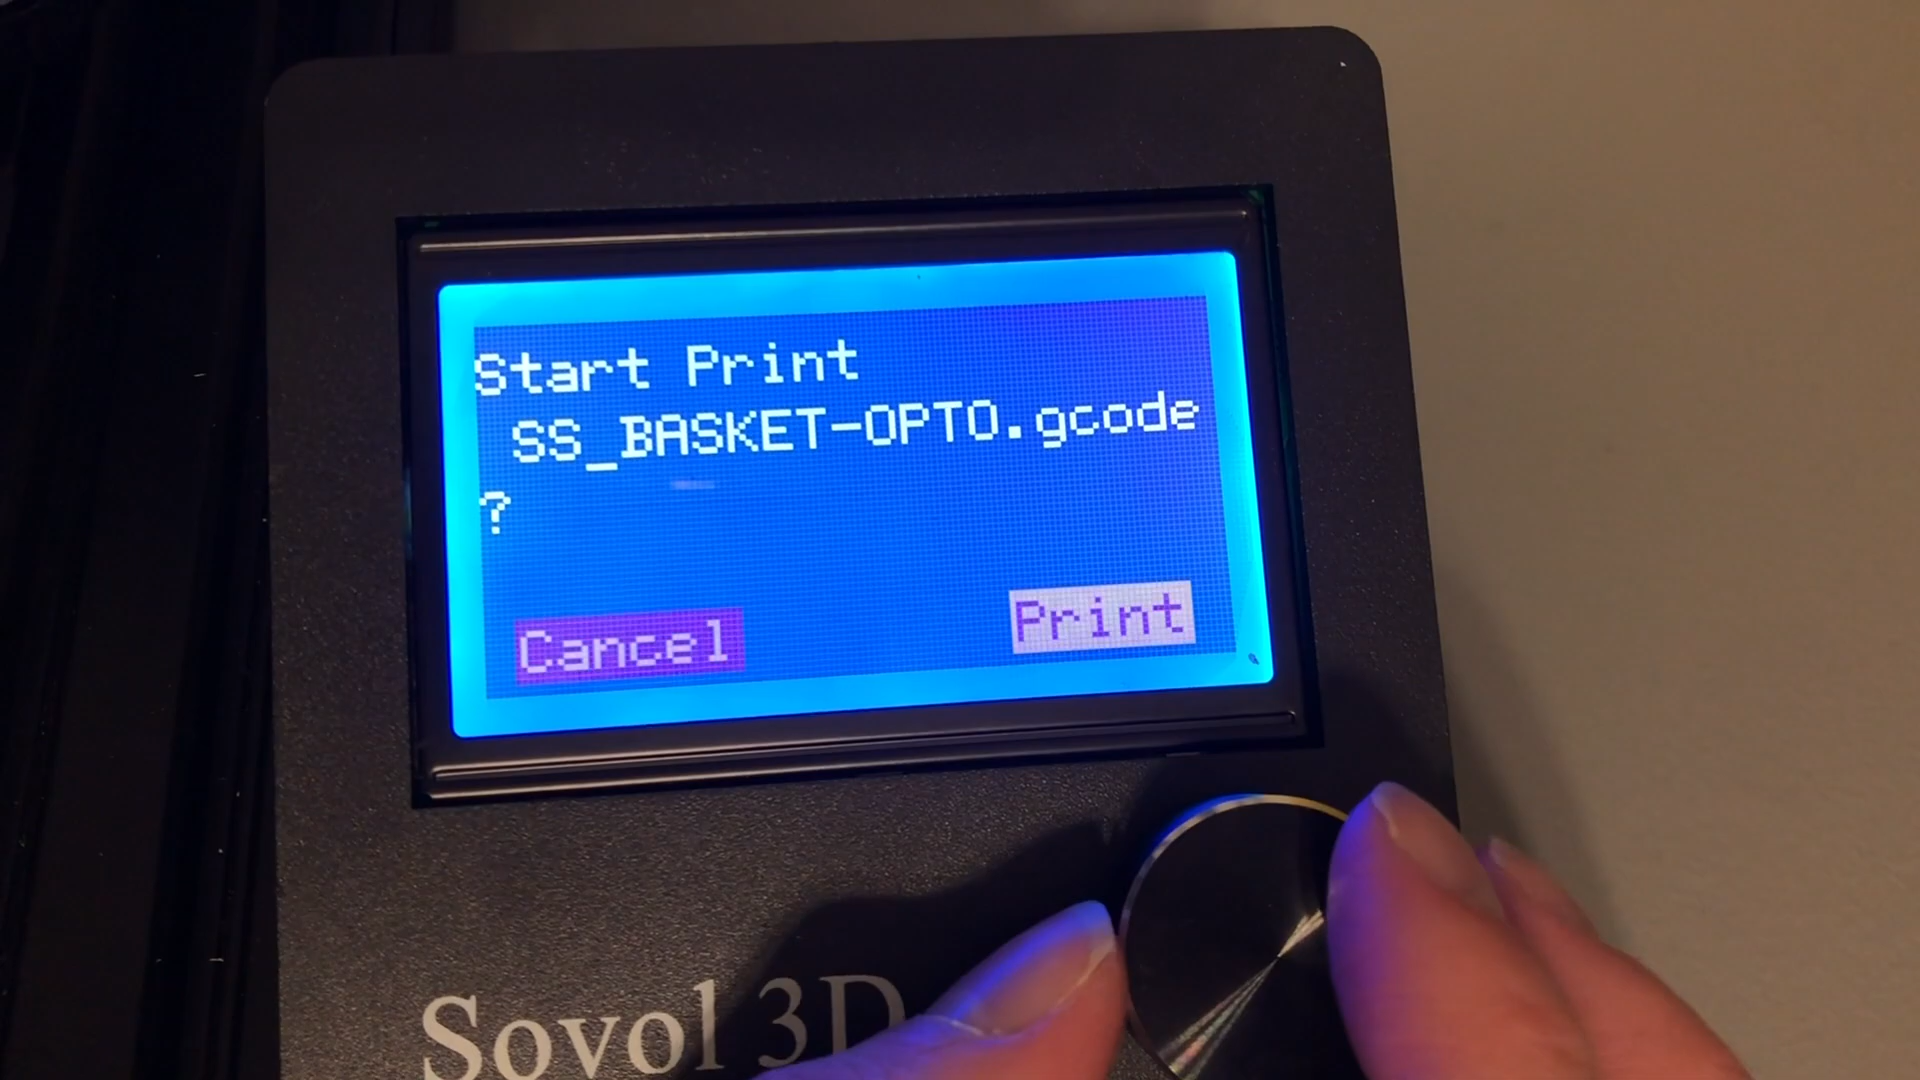 Start Print
SS_BASKET-OPTO.gcode
?
Cancel Print
Sovol 3D